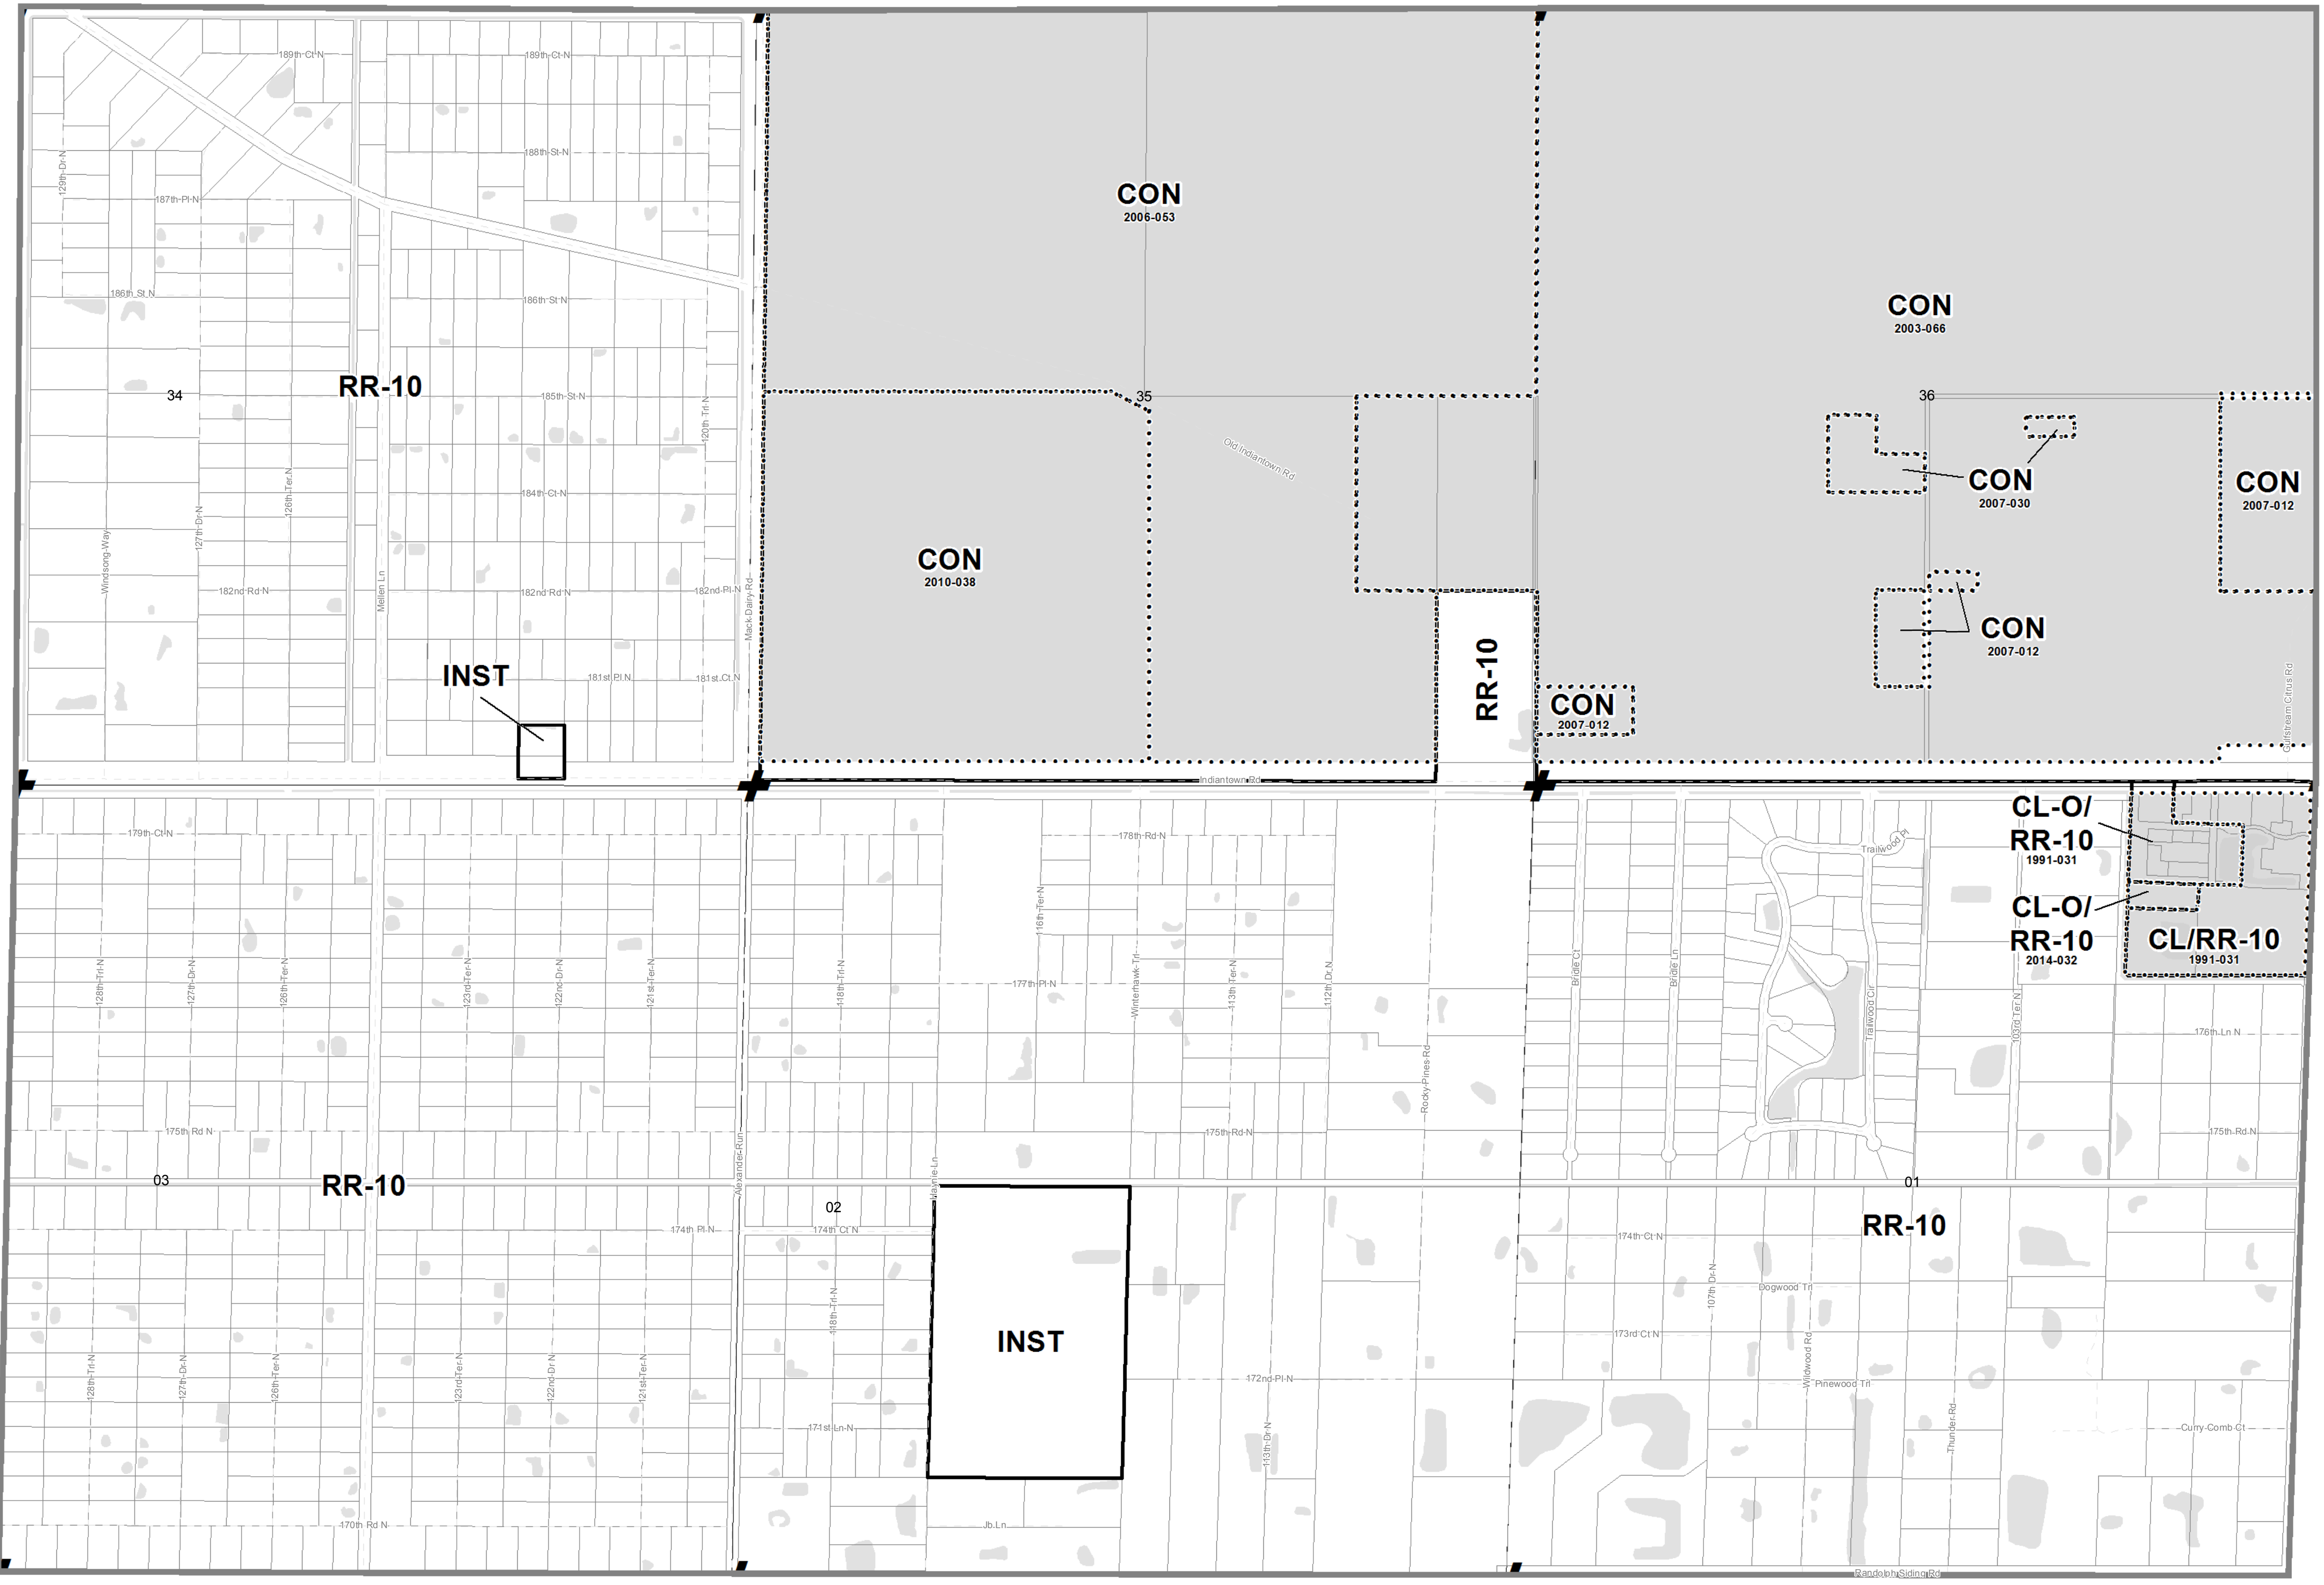 189th Ct N
189th Ct N
188th St N
129th Dr N
187th Pl N
186th St N
186th St N
CON
2006-053
CON
2003-066
RR-10
34
185th St N
120th Trl N
35
36
Old Indiantown Rd
126th Ter N
184th Ct N
127th Dr N
CON
2007-030
CON
2007-012
Windsong Way
Mellen Ln
CON
2010-038
182nd Rd N
182nd Rd N
182nd Pl N
Mack Dairy Rd
CON
2007-012
RR-10
INST
181st Pl N
181st Ct N
CON
2007-012
Gulfstream Citrus Rd
Indiantown Rd
179th Ct N
178th Rd N
Trailwood Pl
CL-O/
RR-10
1991-031
CL-O/
RR-10
2014-032
CL/RR-10
1991-031
116th Ter N
128th Trl N
127th Dr N
126th Ter N
123rd Ter N
122nd Dr N
121st Ter N
118th Trl N
177th Pl N
Winterhawk Trl
113th Ter N
112th Dr N
Bridle Ct
Bridle Ln
Trailwood Cir
103rd Ter N
176th Ln N
Rocky Pines Rd
175th Rd N
175th Rd N
175th Rd N
Alexander Run
Mamie Ln
03
RR-10
02
01
RR-10
174th Pl N
174th Ct N
174th Ct N
107th Dr N
Dogwood Trl
118th Trl N
INST
173rd Ct N
Wildwood Rd
128th Trl N
127th Dr N
126th Ter N
123rd Ter N
122nd Dr N
121st Ter N
172nd Pl N
Pinewood Trl
171st Ln N
113th Dr N
Thunder Rd
Curry Comb Ct
170th Rd N
Jb Ln
Randolph Siding Rd